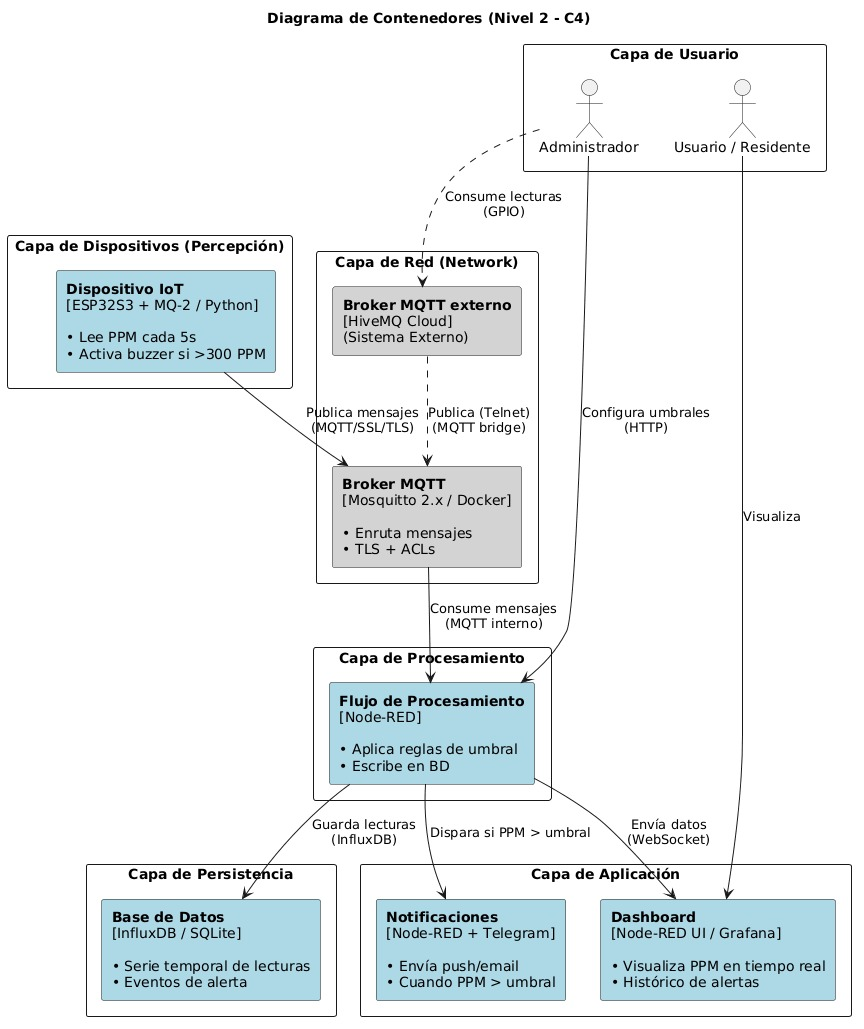 Diagrama de Contenedores (Nivel 2 - C4)
Capa de Usuario
Administrador
Usuario / Residente
Consume lecturas
(GPIO)
Capa de Dispositivos (Percepción)
Dispositivo IoT
[ESP32S3 + MQ-2 / Python]
• Lee PPM cada 5s
• Activa buzzer si >300 PPM
Capa de Red (Network)
Broker MQTT externo
[HiveMQ Cloud]
(Sistema Externo)
Publica mensajes
(MQTT/SSL/TLS)
Publica (Telnet)
(MQTT bridge)
Configura umbrales
(HTTP)
Broker MQTT
[Mosquitto 2.x / Docker]
• Enruta mensajes
• TLS + ACLs
Visualiza
Consume mensajes
(MQTT interno)
Capa de Procesamiento
Flujo de Procesamiento
[Node-RED]
• Aplica reglas de umbral
• Escribe en BD
Guarda lecturas
(InfluxDB)
Dispara si PPM > umbral
Envía datos
(WebSocket)
Capa de Persistencia
Base de Datos
[InfluxDB / SQLite]
• Serie temporal de lecturas
• Eventos de alerta
Capa de Aplicación
Notificaciones
[Node-RED + Telegram]
• Envía push/email
• Cuando PPM > umbral
Dashboard
[Node-RED UI / Grafana]
• Visualiza PPM en tiempo real
• Histórico de alertas